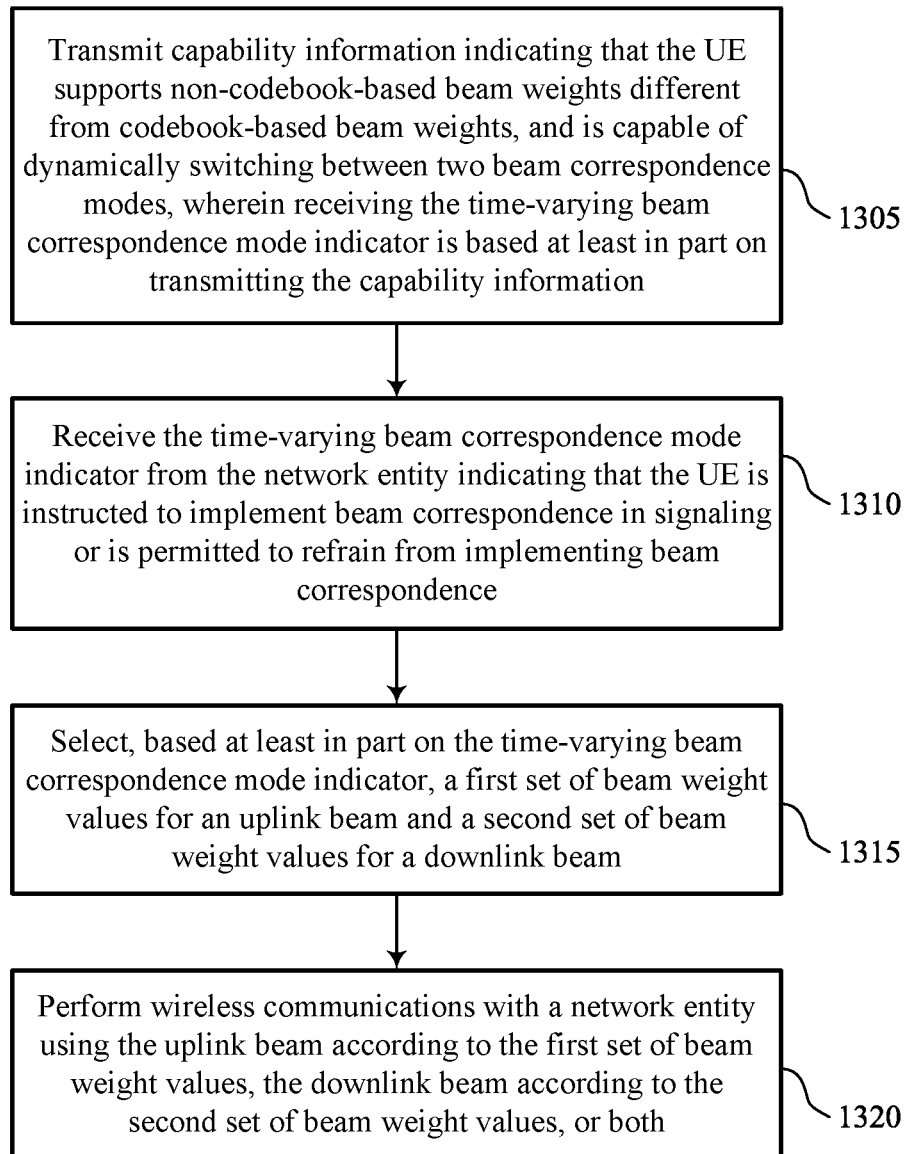 Transmit capability information indicating that the UE
supports non-codebook-based beam weights different
from codebook-based beam weights, and is capable of
dynamically switching between two beam correspondence
modes, wherein receiving the time-varying beam
correspondence mode indicator is based at least in part on
transmitting the capability information
1305
Receive the time-varying beam correspondence mode
indicator from the network entity indicating that the UE is
instructed to implement beam correspondence in signaling
or is permitted to refrain from implementing beam
correspondence
1310
Select, based at least in part on the time-varying beam
correspondence mode indicator, a first set of beam weight
values for an uplink beam and a second set of beam
weight values for a downlink beam
1315
Perform wireless communications with a network entity
using the uplink beam according to the first set of beam
weight values, the downlink beam according to the
second set of beam weight values, or both
1320